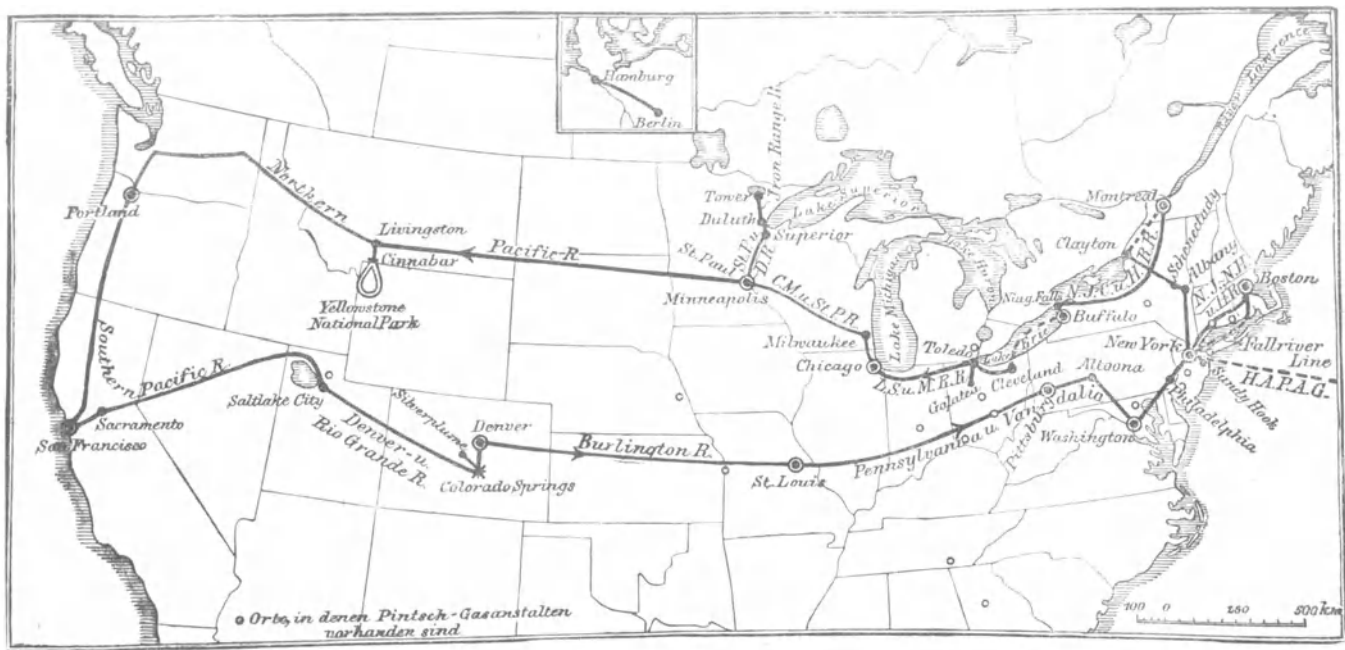 Hamburg
Berlin
River Lawrence
Iron Range R.
Tower
Duluth
Lake Superior
Superior
St. P. u.
D. R.
Montreal
Portland
Northern
Livingston
Cinnabar
Pacific R.
St. Paul
Minneapolis
Yellowstone
National Park
C. M. u. St. P. R.
Lake Michigan
Lake Huron
Clayton
Schenectady
Albany
Boston
Niag. Falls
Buffalo
Lake Erie
Milwaukee
Chicago
Toledo
Cleveland
Altoona
New York
Fallriver
Line
H.A.P.A.G.
Sandy Hook
Philadelphia
Southern
Pacific R.
Saltlake City
Sacramento
San Francisco
Silverplume
Denver
Denver- u.
Rio Grande R.
Colorado Springs
Burlington R.
St. Louis
Pennsylvania u. Vandalia
Pittsburg
Washington
Orte, in denen Pintsch-Gasanstalten
vorhanden sind
100 0 250 500 km